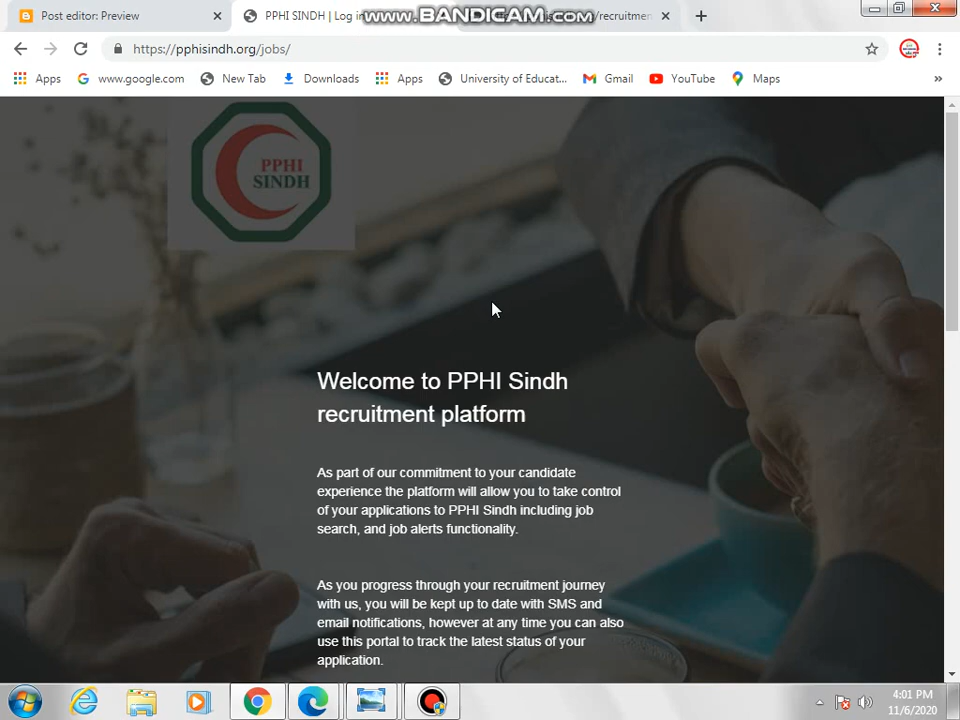 Post editor: Preview
PPHI SINDH | Log in
www.BANDICAM.com
/recruitmen
https://pphisindh.org/jobs/
Apps
www.google.com
New Tab
Downloads
Apps
University of Educat...
Gmail
YouTube
Maps
»
PPHI
SINDH
Welcome to PPHI Sindh
recruitment platform
As part of our commitment to your candidate
experience the platform will allow you to take control
of your applications to PPHI Sindh including job
search, and job alerts functionality.
As you progress through your recruitment journey
with us, you will be kept up to date with SMS and
email notifications, however at any time you can also
use this portal to track the latest status of your
application.
4:01 PM
11/6/2020